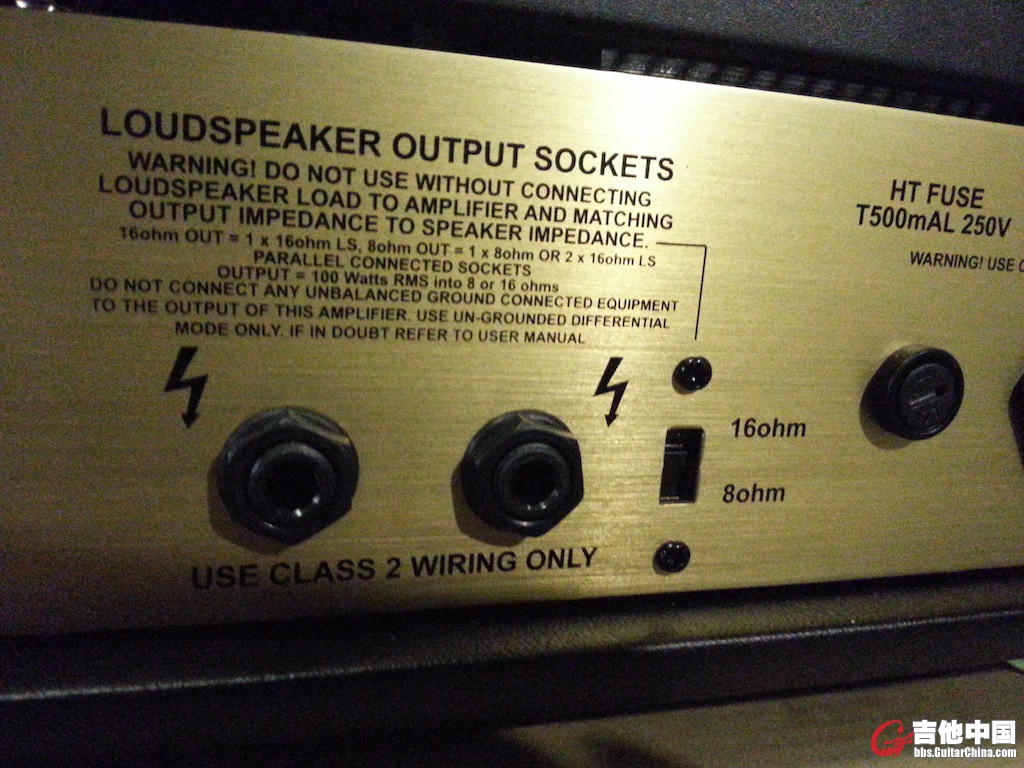 LOUDSPEAKER OUTPUT SOCKETS
WARNING! DO NOT USE WITHOUT CONNECTING
LOUDSPEAKER LOAD TO AMPLIFIER AND MATCHING
OUTPUT IMPEDANCE TO SPEAKER IMPEDANCE.
16ohm OUT = 1 x 16ohm LS, 8ohm OUT = 1 x 8ohm OR 2 x 16ohm LS
PARALLEL CONNECTED SOCKETS
OUTPUT = 100 Watts RMS into 8 or 16 ohms
DO NOT CONNECT ANY UNBALANCED GROUND CONNECTED EQUIPMENT
TO THE OUTPUT OF THIS AMPLIFIER. USE UN-GROUNDED DIFFERENTIAL
MODE ONLY. IF IN DOUBT REFER TO USER MANUAL
16ohm
8ohm
USE CLASS 2 WIRING ONLY
HT FUSE
T500mAL 250V
WARNING! USE
吉他中国
bbs.GuitarChina.com